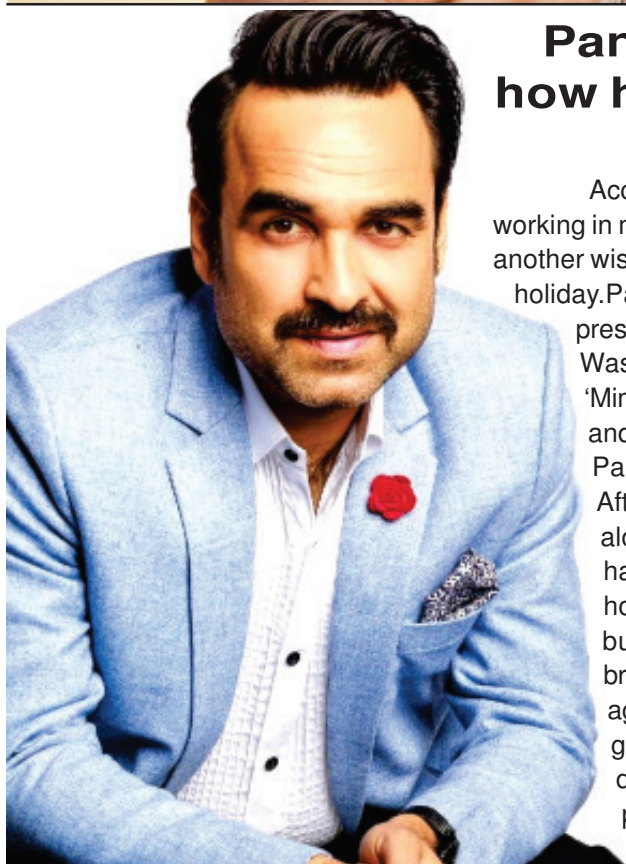 Pan
how h
Acc
working in r
another wis
holiday.Pa
pres
Was
‘Mir
and
Pa
Aft
alo
ha
ho
bu
br
ag
g
d
p